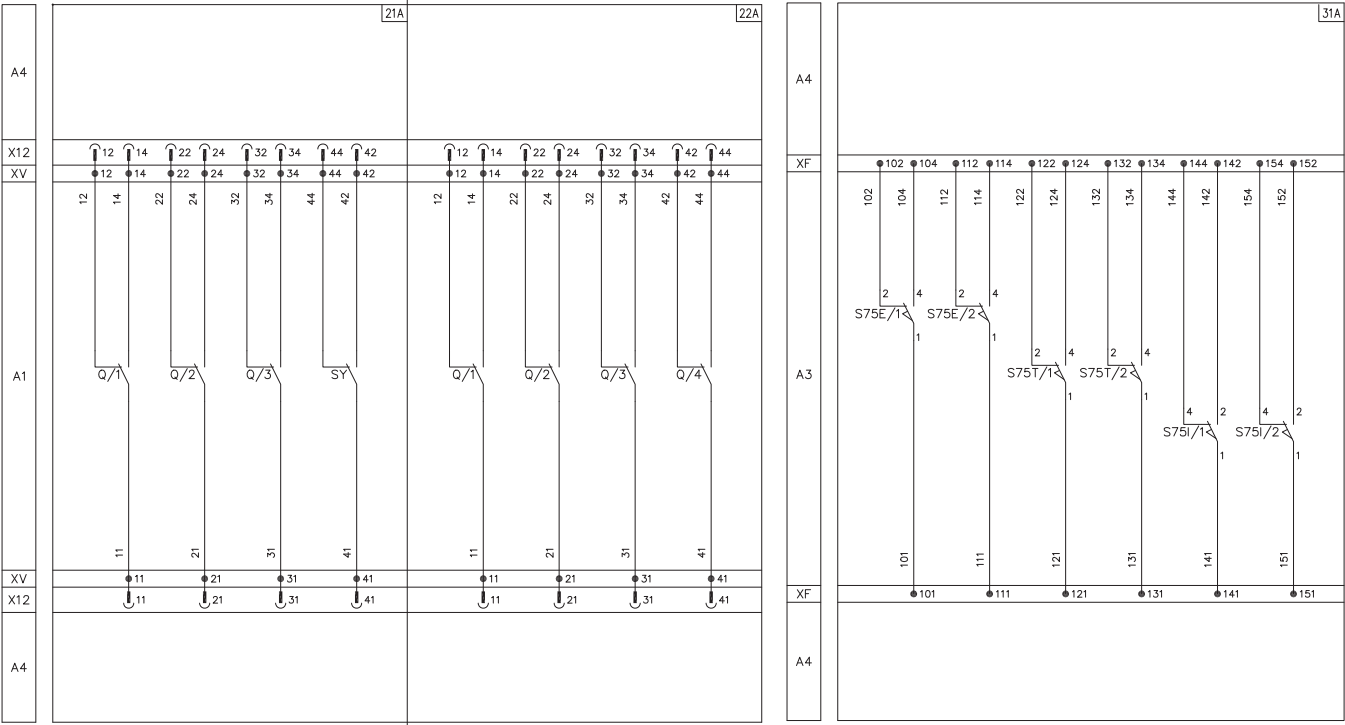 21A 22A 31A
A4 A4
X12 12 14 22 24 32 34 44 42 12 14 22 24 32 34 42 44
XF 102 104 112 114 122 124 132 134 144 142 154 152
XV 12 14 22 24 32 34 44 42 12 14 22 24 32 34 42 44
12 14 22 24 32 34 44 42 12 14 22 24 32 34 42 44
102 104 112 114 122 124 132 134 144 142 154 152
2 4 2 4
S75E/1 S75E/2
1 1
2 4 2 4
A1 Q/1 Q/2 Q/3 SY Q/1 Q/2 Q/3 Q/4
A3 S75T/1 S75T/2
1 1
4 2 4 2
S75I/1 S75I/2
1 1
11 21 31 41 11 21 31 41
101 111 121 131 141 151
XV 11 21 31 41 11 21 31 41
XF 101 111 121 131 141 151
X12 11 21 31 41 11 21 31 41
A4 A4